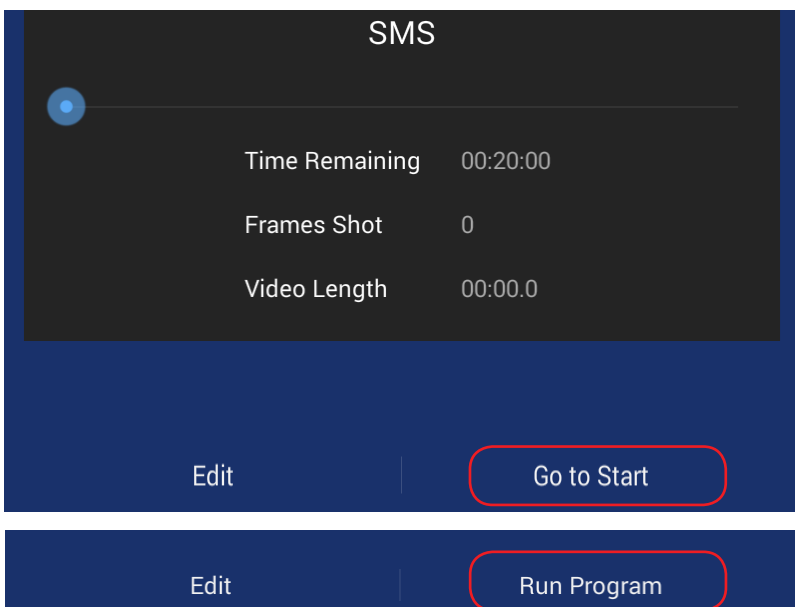 SMS
Time Remaining 00:20:00
Frames Shot 0
Video Length 00:00.0
Edit Go to Start
Edit Run Program